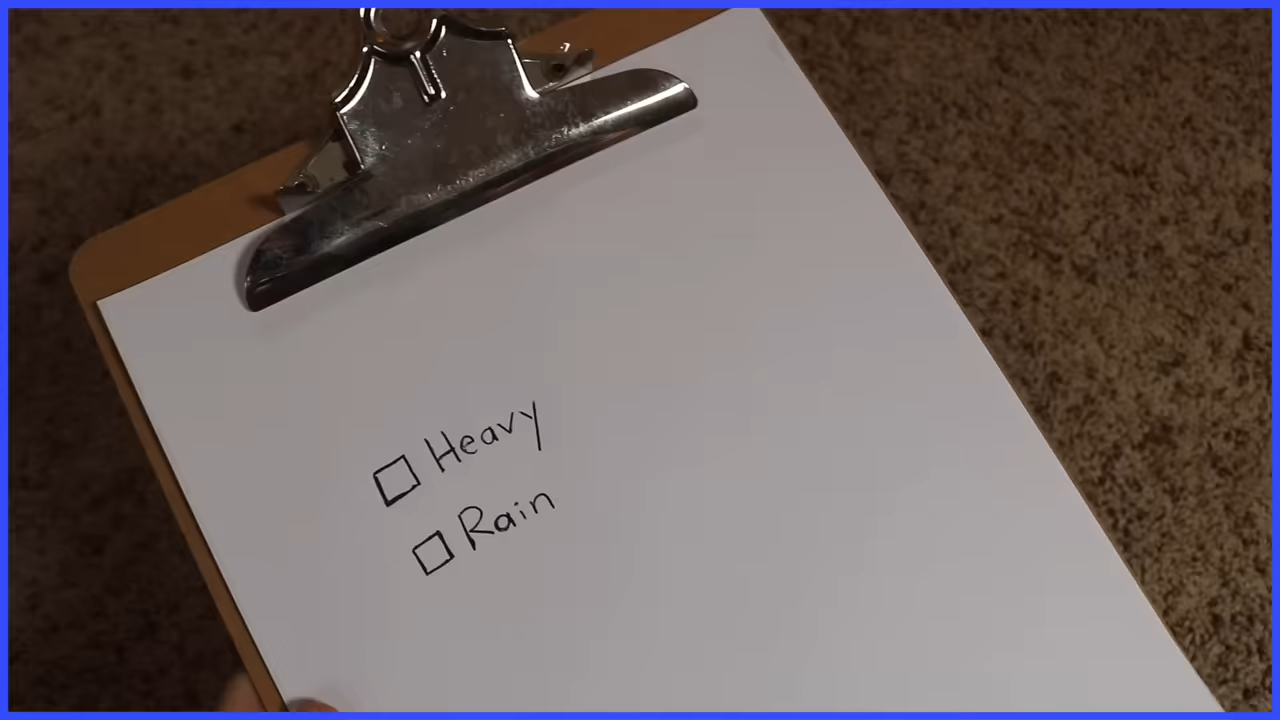 ☐ Heavy
☐ Rain